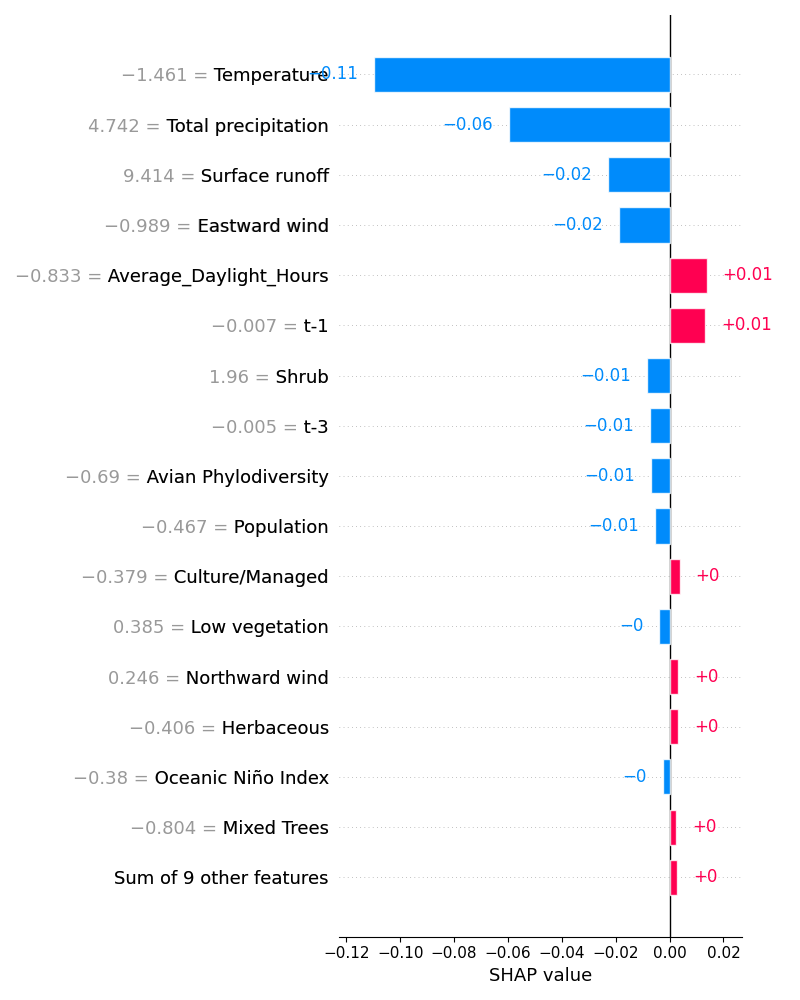 −1.461 = Temperature −0.11
4.742 = Total precipitation −0.06
9.414 = Surface runoff −0.02
−0.989 = Eastward wind −0.02
−0.833 = Average_Daylight_Hours +0.01
−0.007 = t-1 +0.01
1.96 = Shrub −0.01
−0.005 = t-3 −0.01
−0.69 = Avian Phylodiversity −0.01
−0.467 = Population −0.01
−0.379 = Culture/Managed +0
0.385 = Low vegetation −0
0.246 = Northward wind +0
−0.406 = Herbaceous +0
−0.38 = Oceanic Niño Index −0
−0.804 = Mixed Trees +0
Sum of 9 other features +0
−0.12 −0.10 −0.08 −0.06 −0.04 −0.02 0.00 0.02
SHAP value